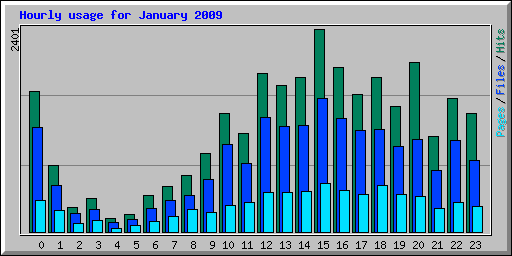 Hourly usage for January 2009
2401
Pages / Files / Hits
0 1 2 3 4 5 6 7 8 9 10 11 12 13 14 15 16 17 18 19 20 21 22 23